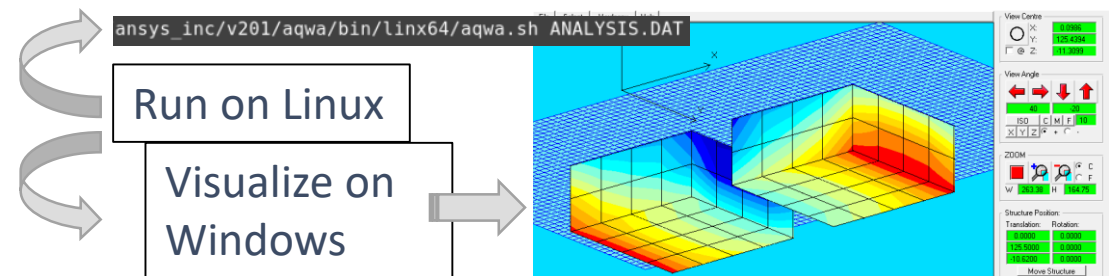 ansys_inc/v201/aqwa/bin/linx64/aqwa.sh ANALYSIS.DAT
Run on Linux
Visualize on
Windows
X
View Centre
X: 0.0986
Y: 125.4394
@ Z: -11.3099
View Angle
40 -20
ISO C M F 10
X Y Z + -
ZOOM
C
F
W 263.38 H 164.75
Structure Position:
Translation: Rotation:
0.0000 0.0000
125.5000 0.0000
-10.6200 0.0000
Move Structure